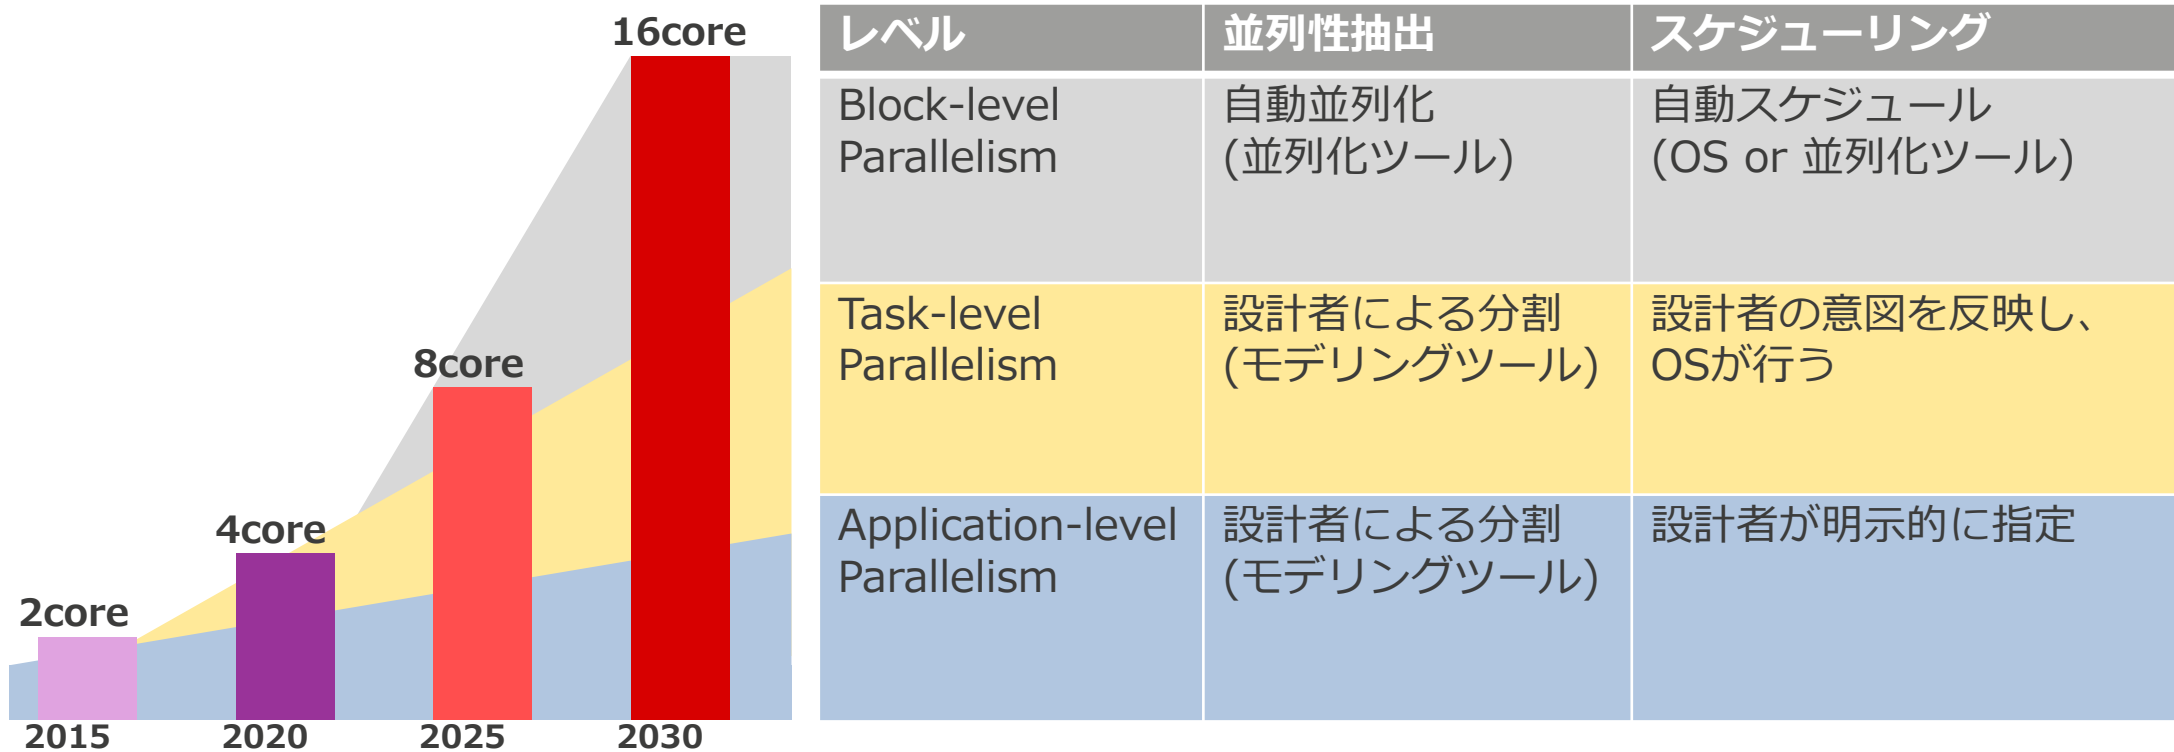 16core
8core
4core
2core
2015
2020
2025
2030
レベル
並列性抽出
スケジューリング
Block-level
Parallelism
自動並列化
(並列化ツール)
自動スケジュール
(OS or 並列化ツール)
Task-level
Parallelism
設計者による分割
(モデリングツール)
設計者の意図を反映し、
OSが行う
Application-level
Parallelism
設計者による分割
(モデリングツール)
設計者が明示的に指定